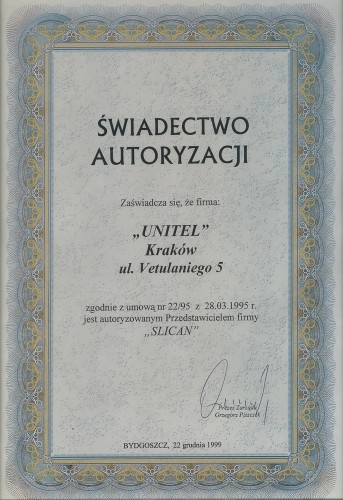 ŚWIADECTWO
AUTORYZACJI
Zaświadcza się, że firma:
„UNITEL”
Kraków
ul. Vetulaniego 5
zgodnie z umową nr 22/95 z 28.03.1995 r.
jest autoryzowanym Przedstawicielem firmy
„SLICAN”
Prezes Zarządu
Grzegorz Piszczek
BYDGOSZCZ, 22 grudnia 1999